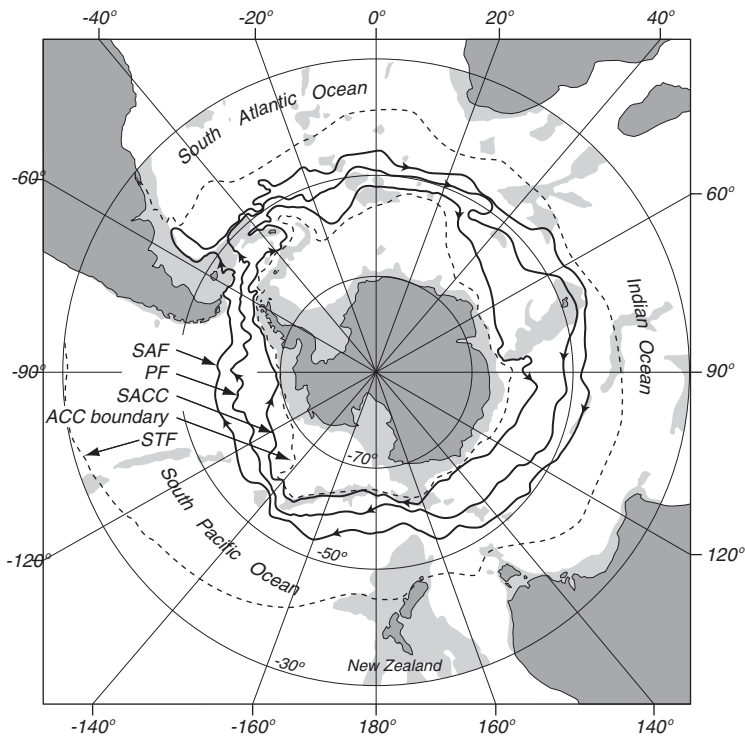 -40° -20° 0° 20° 40°
South Atlantic Ocean
-60° 60°
Indian Ocean
SAF
PF
-90° 90°
SACC
ACC boundary
STF
-70°
South Pacific Ocean
-50°
-120° 120°
-30° New Zealand
-140° -160° 180° 160° 140°